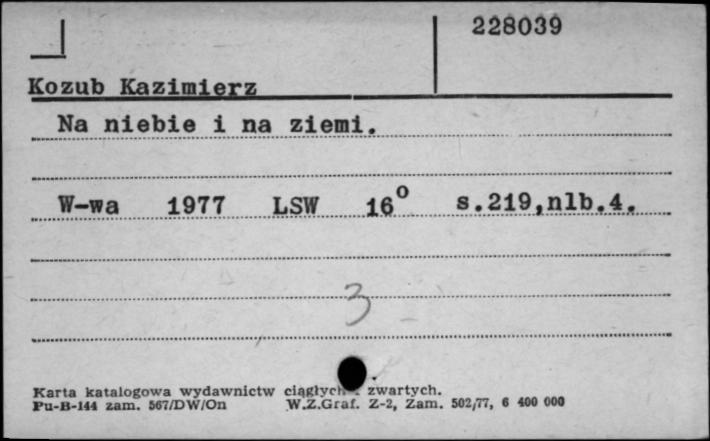 228039
Kozub Kazimierz
Na niebie i na ziemi.
W-wa 1977 LSW 16° s.219,nlb.4.
3
Karta katalogowa wydawnictw ciągłych i zwartych.
Pu-B-144 zam. 567/DW/On W.Z.Graf. Z-2, Zam. 502/77, 6 400 000